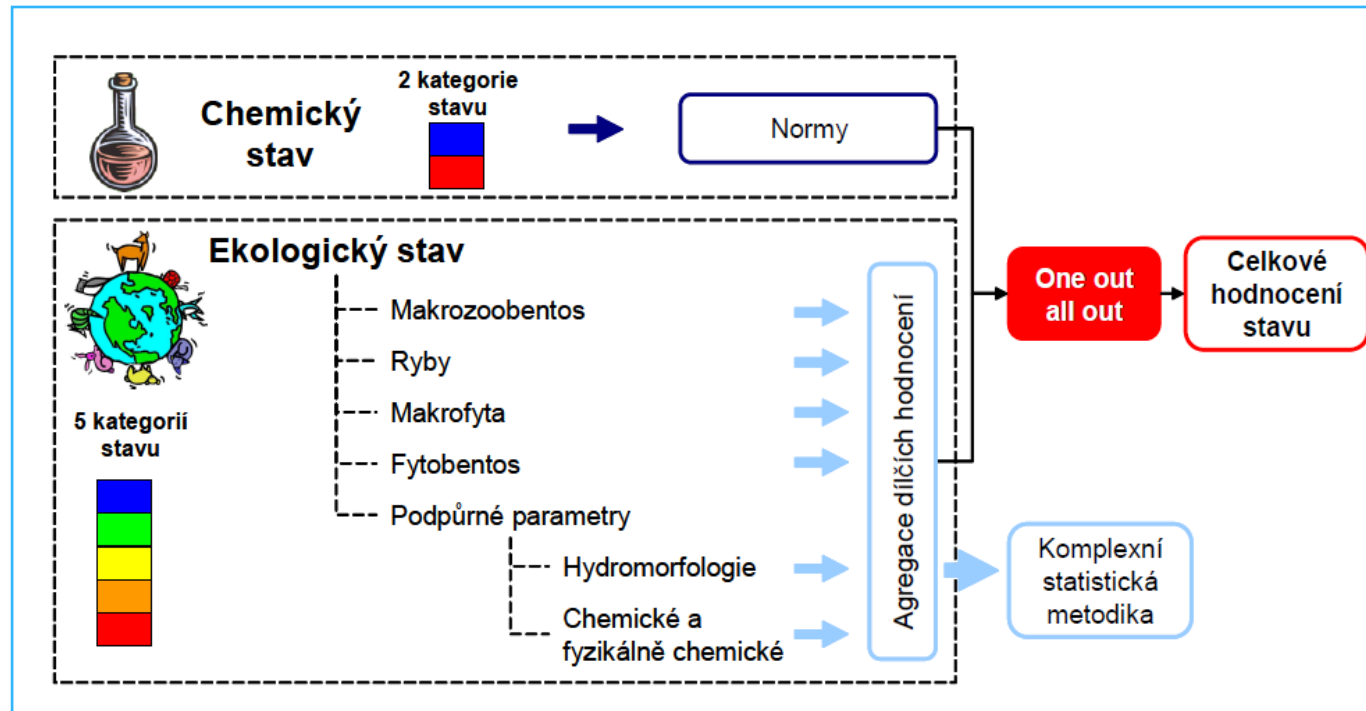 2 kategorie
stavu
Chemický
stav
Normy
Ekologický stav
Makrozoobentos
Ryby
Makrofyta
Fytobentos
Podpůrné parametry
Hydromorfologie
Chemické a
fyzikálně chemické
5 kategorií
stavu
Agregace dílčích hodnocení
One out
all out
Celkové
hodnocení
stavu
Komplexní
statistická
metodika